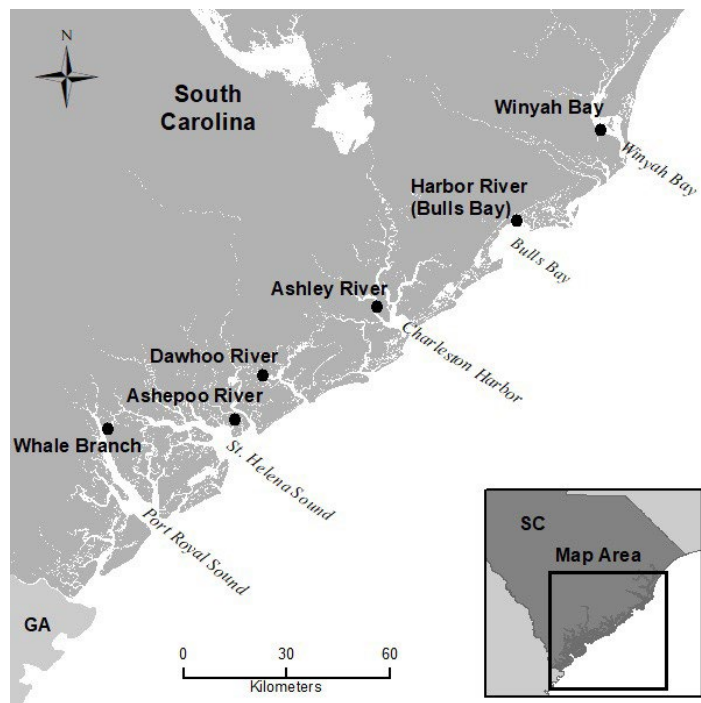 N
South
Carolina
Winyah Bay
Winyah Bay
Harbor River
(Bulls Bay)
Bulls Bay
Ashley River
Charleston Harbor
Dawhoo River
Ashepoo River
St. Helena Sound
Whale Branch
Port Royal Sound
SC
Map Area
GA
0 30 60
Kilometers